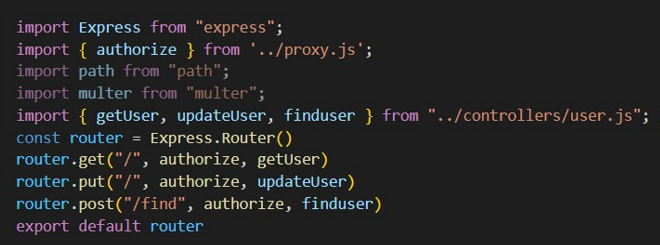 import Express from "express";
import { authorize } from '../proxy.js';
import path from "path";
import multer from "multer";
import { getUser, updateUser, finduser } from "../controllers/user.js";
const router = Express.Router()
router.get("/", authorize, getUser)
router.put("/", authorize, updateUser)
router.post("/find", authorize, finduser)
export default router